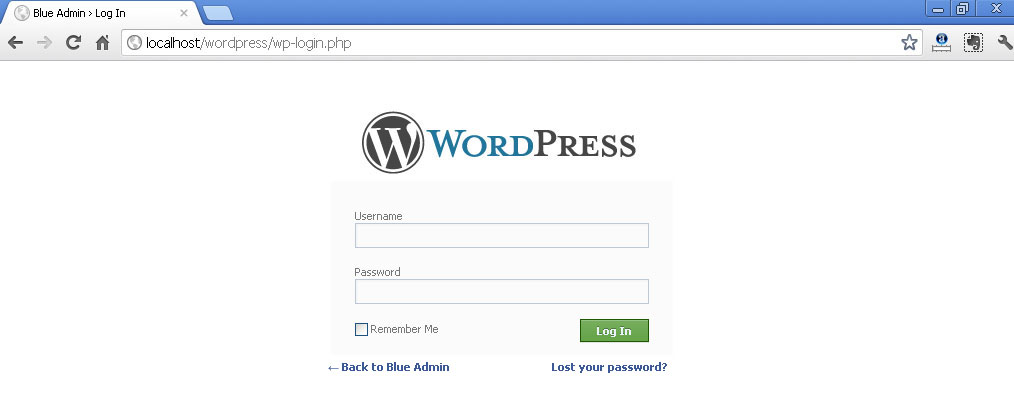 Blue Admin › Log In
localhost/wordpress/wp-login.php
WORDPRESS
Username
Password
Remember Me
Log In
← Back to Blue Admin
Lost your password?